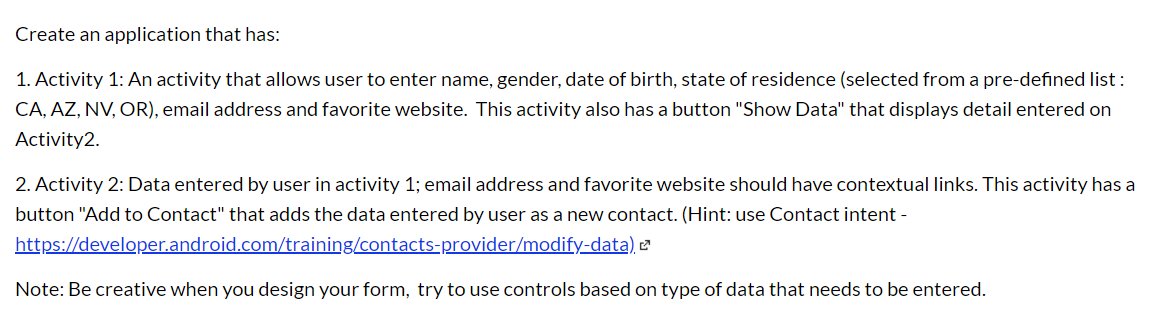 Create an application that has:
1. Activity 1: An activity that allows user to enter name, gender, date of birth, state of residence (selected from a pre-defined list :
CA, AZ, NV, OR), email address and favorite website.  This activity also has a button "Show Data" that displays detail entered on
Activity2.
2. Activity 2: Data entered by user in activity 1; email address and favorite website should have contextual links. This activity has a
button "Add to Contact" that adds the data entered by user as a new contact. (Hint: use Contact intent -
https://developer.android.com/training/contacts-provider/modify-data)
Note: Be creative when you design your form,  try to use controls based on type of data that needs to be entered.